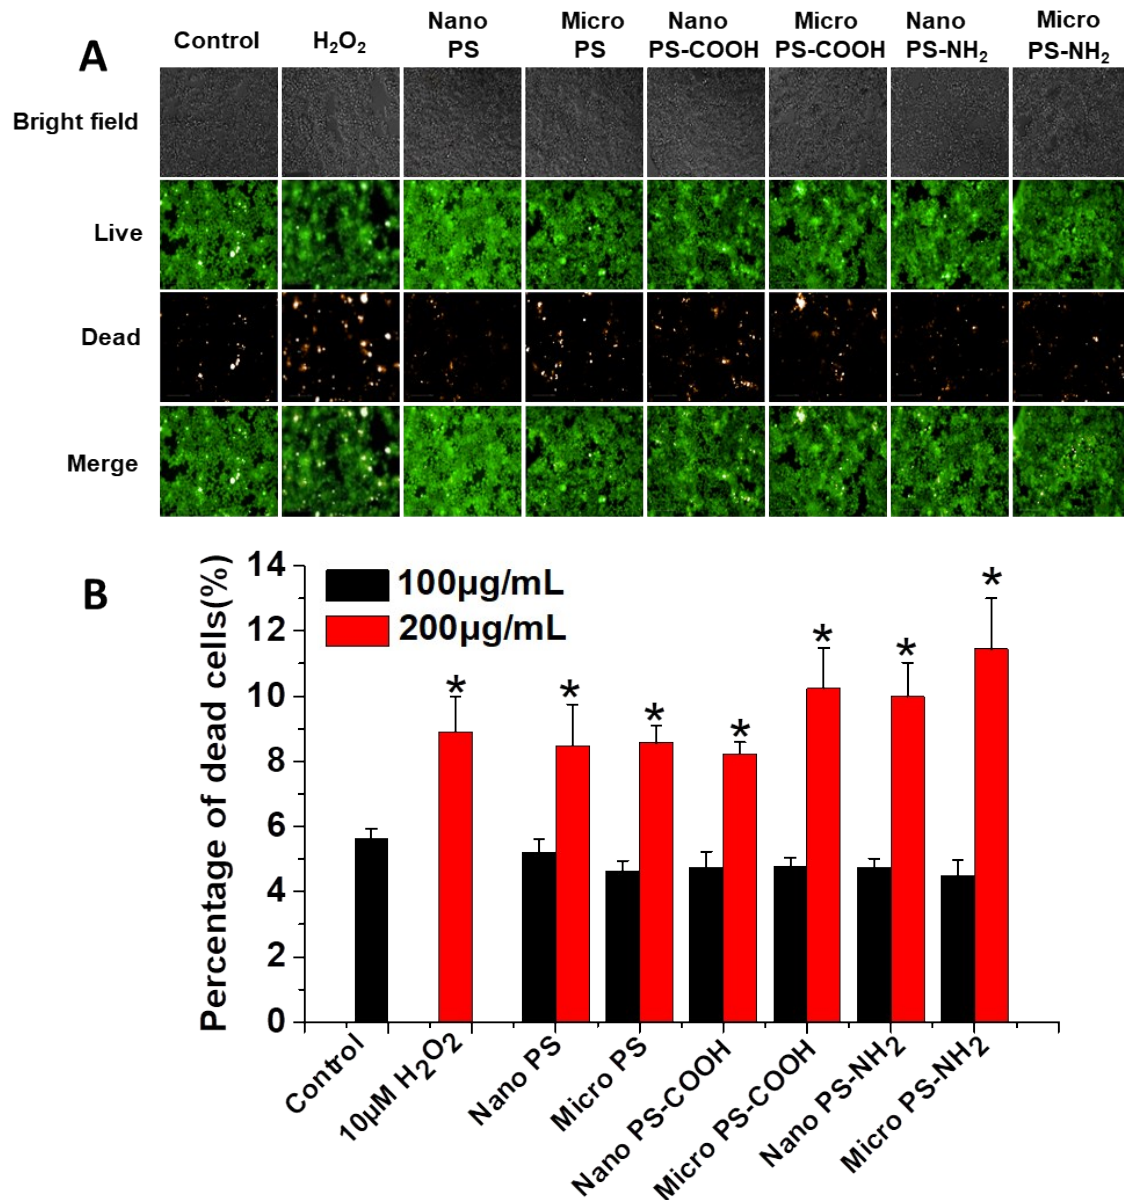 A
Control
H₂O₂
Nano
PS
Micro
PS
Nano
PS-COOH
Micro
PS-COOH
Nano
PS-NH₂
Micro
PS-NH₂
Bright field
Live
Dead
Merge
B
Percentage of dead cells(%)
14
12
10
8
6
4
2
0
100µg/mL
200µg/mL
*
*
*
*
*
*
*
Control
10µM H₂O₂
Nano PS
Micro PS
Nano PS-COOH
Micro PS-COOH
Nano PS-NH2
Micro PS-NH2